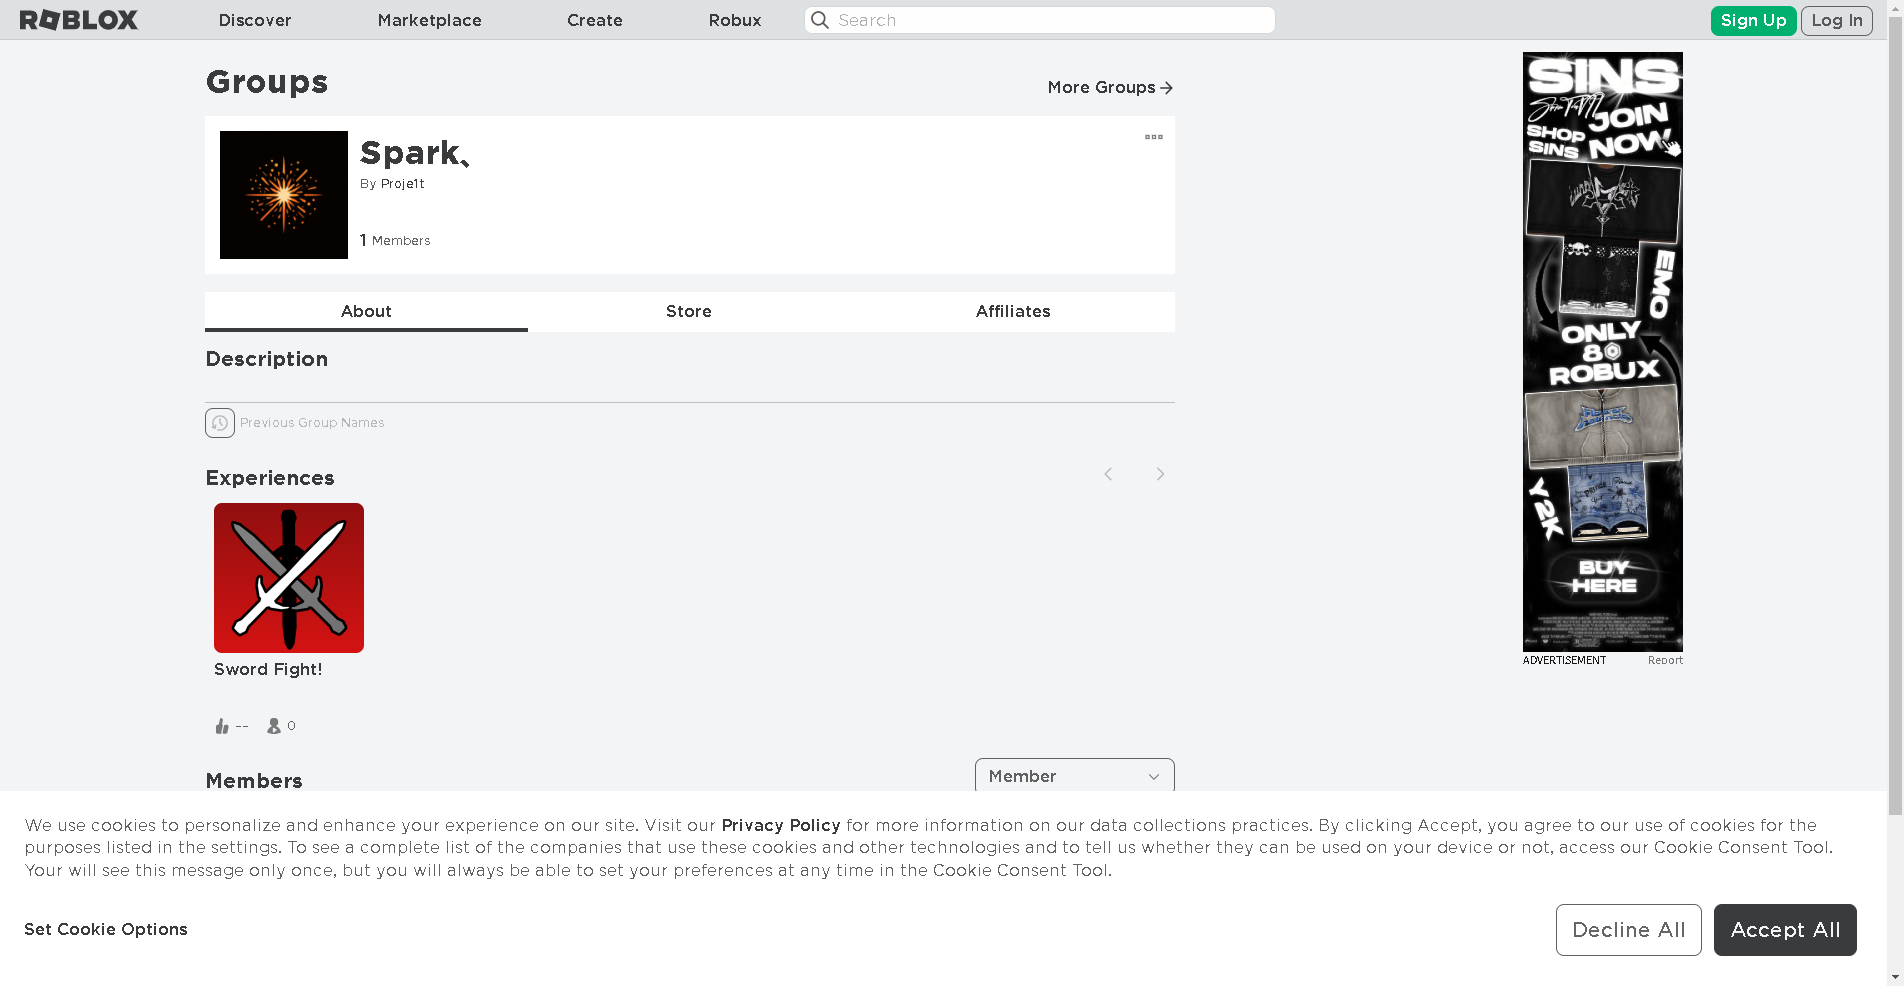 ROBLOX
Discover
Marketplace
Create
Robux
Search
Sign Up
Log In
Groups
More Groups
Spark、
By Proje1t
1 Members
About
Store
Affiliates
Description
Previous Group Names
Experiences
Sword Fight!
--
0
Members
Member
SINS
JOIN
NOW
SHOP
SINS
EMO
ONLY
80
ROBUX
Y2K
BUY
HERE
ADVERTISEMENT
Report
We use cookies to personalize and enhance your experience on our site. Visit our Privacy Policy for more information on our data collections practices. By clicking Accept, you agree to our use of cookies for the
purposes listed in the settings. To see a complete list of the companies that use these cookies and other technologies and to tell us whether they can be used on your device or not, access our Cookie Consent Tool.
Your will see this message only once, but you will always be able to set your preferences at any time in the Cookie Consent Tool.
Set Cookie Options
Decline All
Accept All